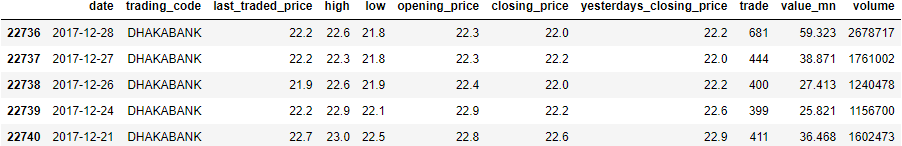 date trading_code last_traded_price high low opening_price closing_price yesterdays_closing_price trade value_mn volume
22736 2017-12-28 DHAKABANK 22.2 22.6 21.8 22.3 22.0 22.2 681 59.323 2678717
22737 2017-12-27 DHAKABANK 22.2 22.3 21.8 22.3 22.2 22.0 444 38.871 1761002
22738 2017-12-26 DHAKABANK 21.9 22.6 21.9 22.4 22.0 22.2 400 27.413 1240478
22739 2017-12-24 DHAKABANK 22.2 22.9 22.1 22.9 22.2 22.6 399 25.821 1156700
22740 2017-12-21 DHAKABANK 22.7 23.0 22.5 22.8 22.6 22.9 411 36.468 1602473